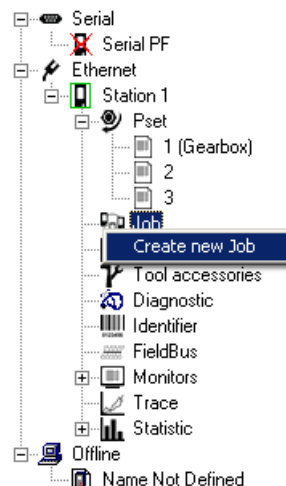 Serial
Serial PF
Ethernet
Station 1
Pset
1 (Gearbox)
2
3
Job
Create new Job
Tool accessories
Diagnostic
Identifier
FieldBus
Monitors
Trace
Statistic
Offline
Name Not Defined